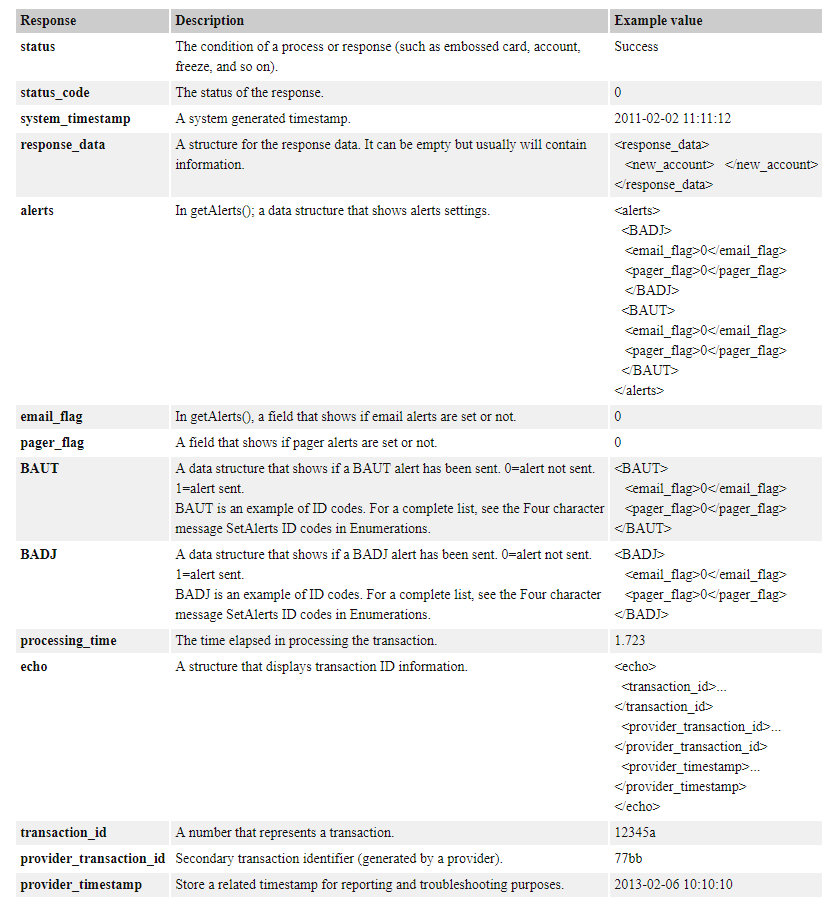 Response Description Example value
status The condition of a process or response (such as embossed card, account, Success
freeze, and so on).
status_code The status of the response. 0
system_timestamp A system generated timestamp. 2011-02-02 11:11:12
response_data A structure for the response data. It can be empty but usually will contain <response_data>
information. <new_account> </new_account>
</response_data>
alerts In getAlerts(); a data structure that shows alerts settings. <alerts>
<BADJ>
<email_flag>0</email_flag>
<pager_flag>0</pager_flag>
</BADJ>
<BAUT>
<email_flag>0</email_flag>
<pager_flag>0</pager_flag>
</BAUT>
</alerts>
email_flag In getAlerts(), a field that shows if email alerts are set or not. 0
pager_flag A field that shows if pager alerts are set or not. 0
BAUT A data structure that shows if a BAUT alert has been sent. 0=alert not sent. <BAUT>
1=alert sent. <email_flag>0</email_flag>
BAUT is an example of ID codes. For a complete list, see the Four character <pager_flag>0</pager_flag>
message SetAlerts ID codes in Enumerations. </BAUT>
BADJ A data structure that shows if a BADJ alert has been sent. 0=alert not sent. <BADJ>
1=alert sent. <email_flag>0</email_flag>
BADJ is an example of ID codes. For a complete list, see the Four character <pager_flag>0</pager_flag>
message SetAlerts ID codes in Enumerations. </BADJ>
processing_time The time elapsed in processing the transaction. 1.723
echo A structure that displays transaction ID information. <echo>
<transaction_id>...
</transaction_id>
<provider_transaction_id>...
</provider_transaction_id>
<provider_timestamp>...
</provider_timestamp>
</echo>
transaction_id A number that represents a transaction. 12345a
provider_transaction_id Secondary transaction identifier (generated by a provider). 77bb
provider_timestamp Store a related timestamp for reporting and troubleshooting purposes. 2013-02-06 10:10:10